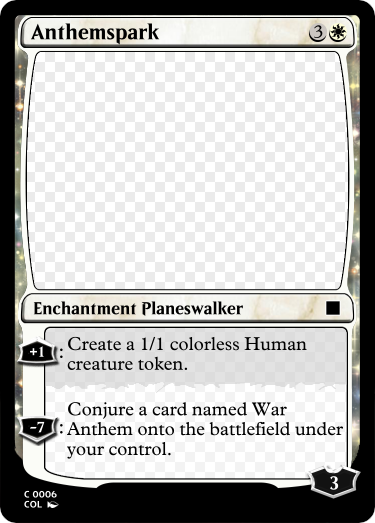 Anthemspark 3
Enchantment Planeswalker
+1: Create a 1/1 colorless Human
creature token.
-7: Conjure a card named War
Anthem onto the battlefield under
your control.
3
C 0006
COL